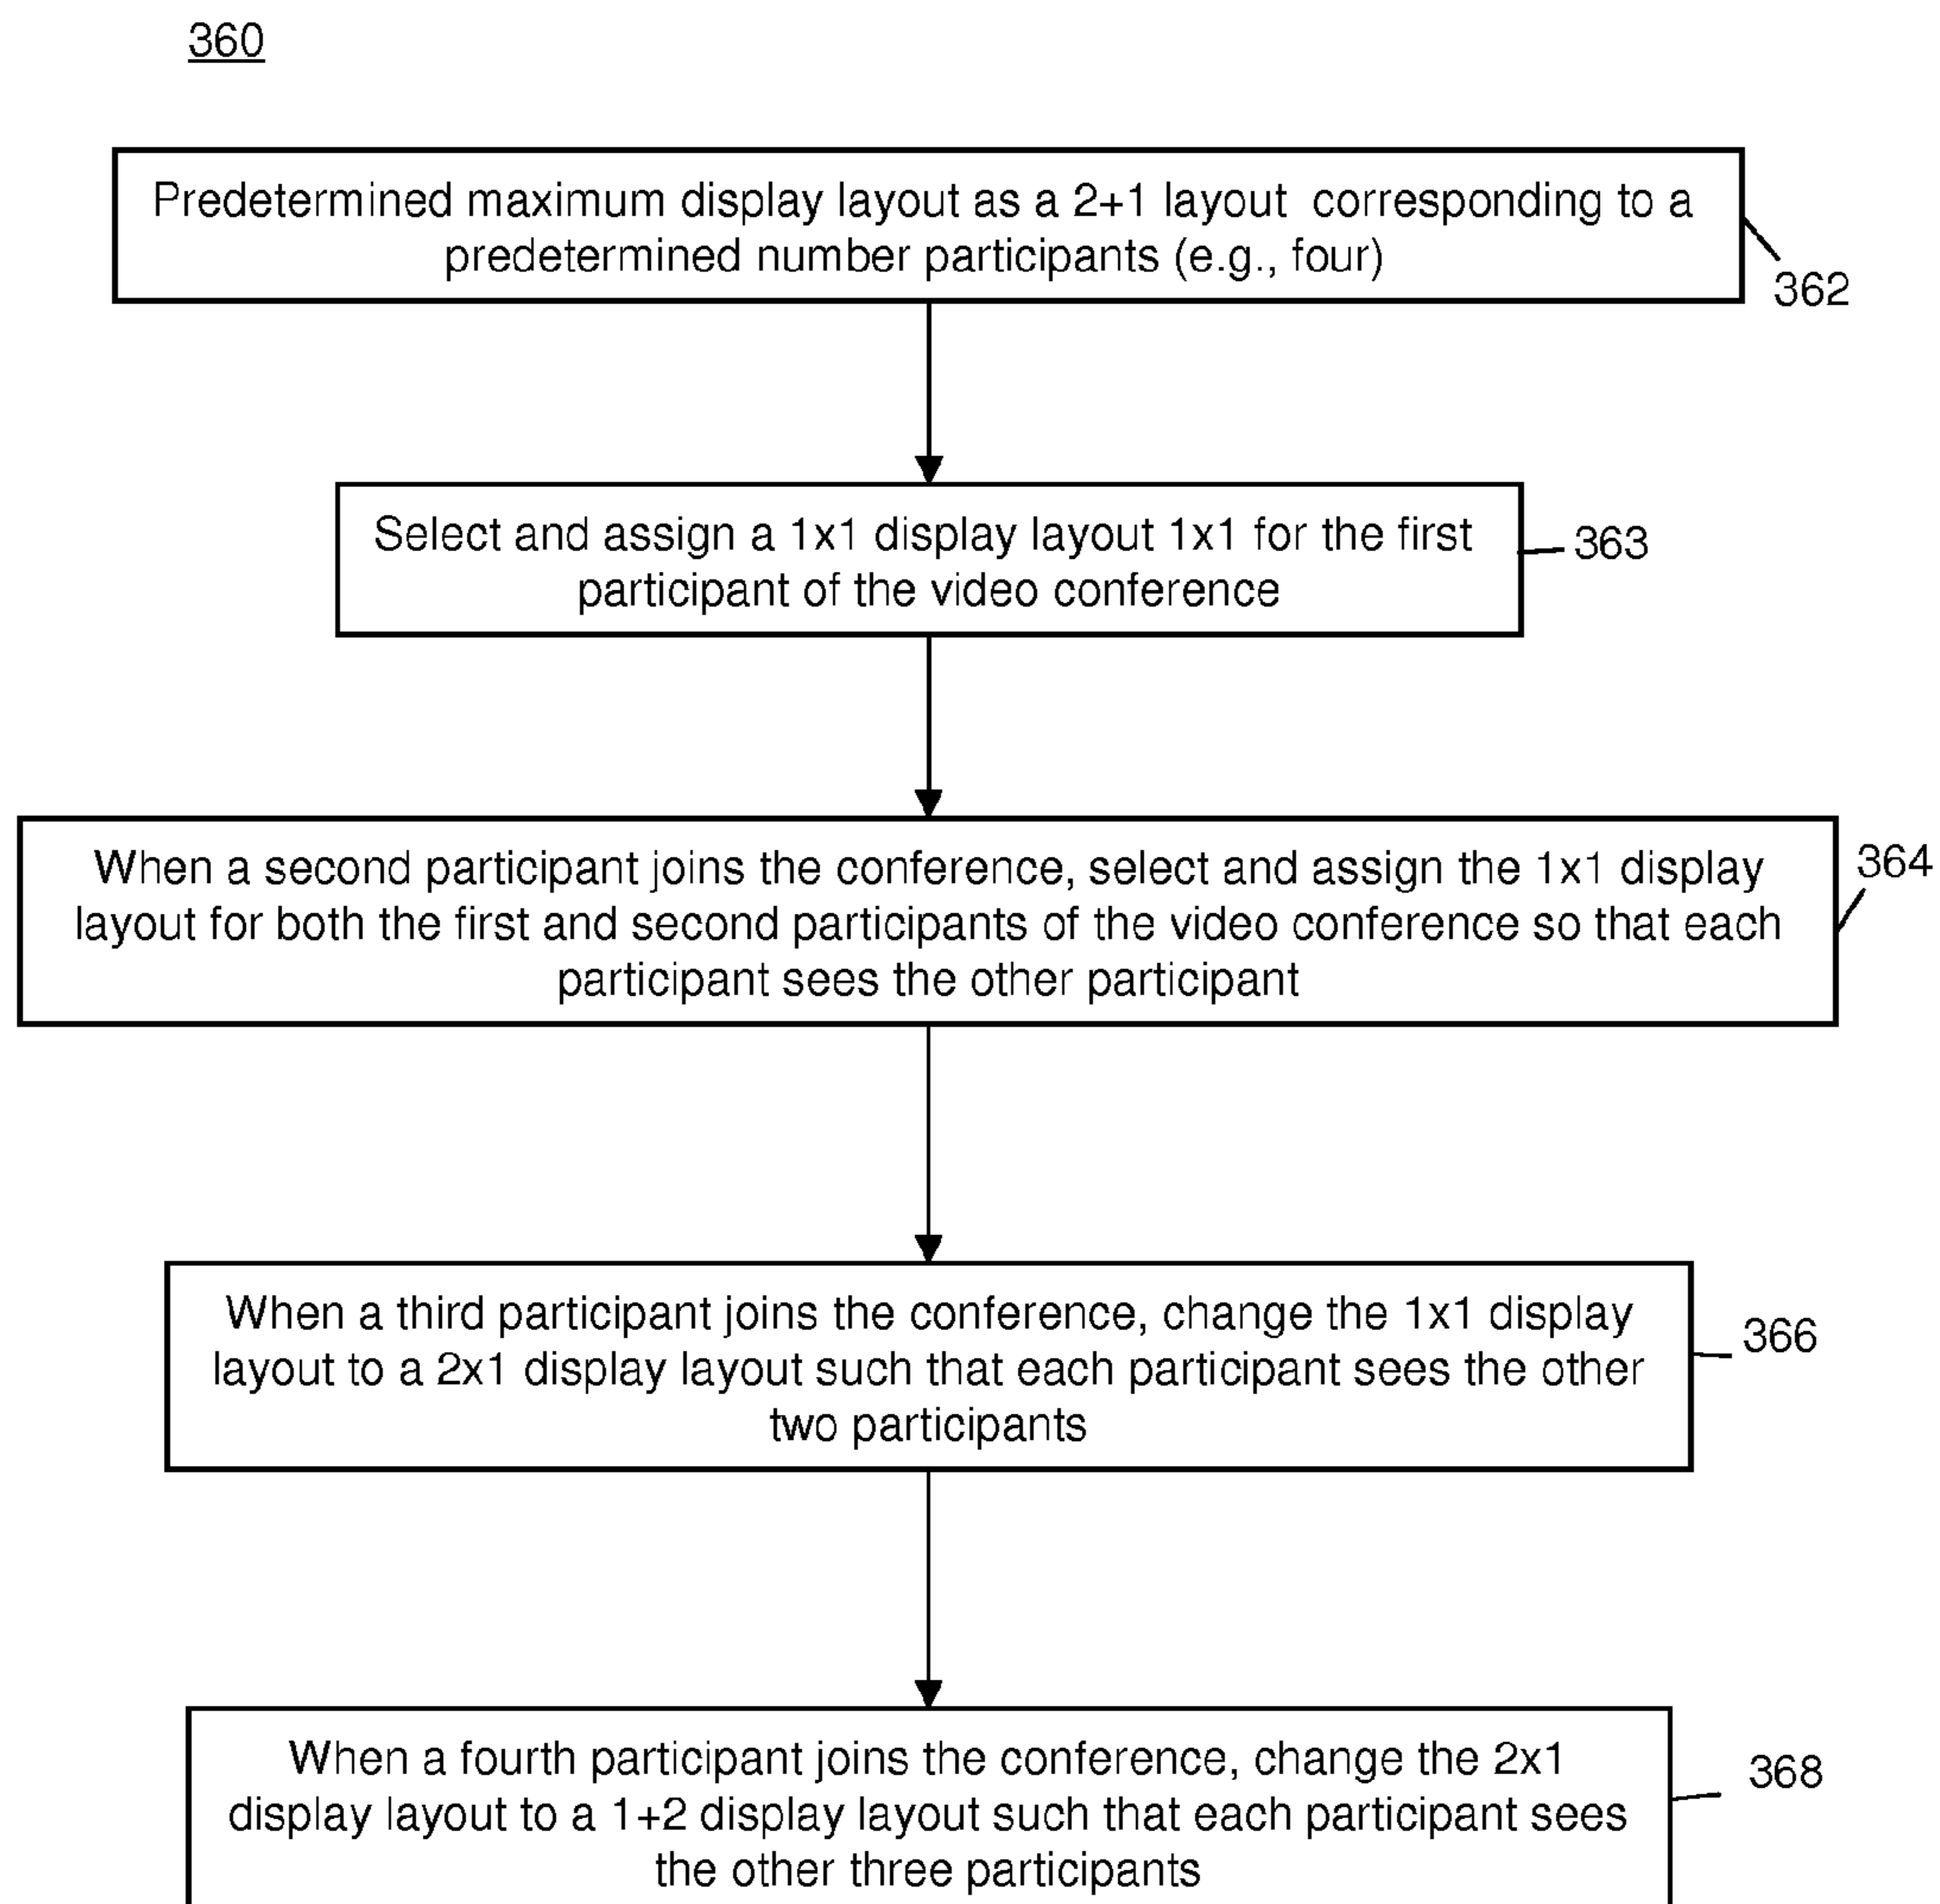 360
Predetermined maximum display layout as a 2+1 layout corresponding to a
predetermined number participants (e.g., four)
362
Select and assign a 1x1 display layout 1x1 for the first
participant of the video conference
363
When a second participant joins the conference, select and assign the 1x1 display
layout for both the first and second participants of the video conference so that each
participant sees the other participant
364
When a third participant joins the conference, change the 1x1 display
layout to a 2x1 display layout such that each participant sees the other
two participants
366
When a fourth participant joins the conference, change the 2x1
display layout to a 1+2 display layout such that each participant sees
the other three participants
368